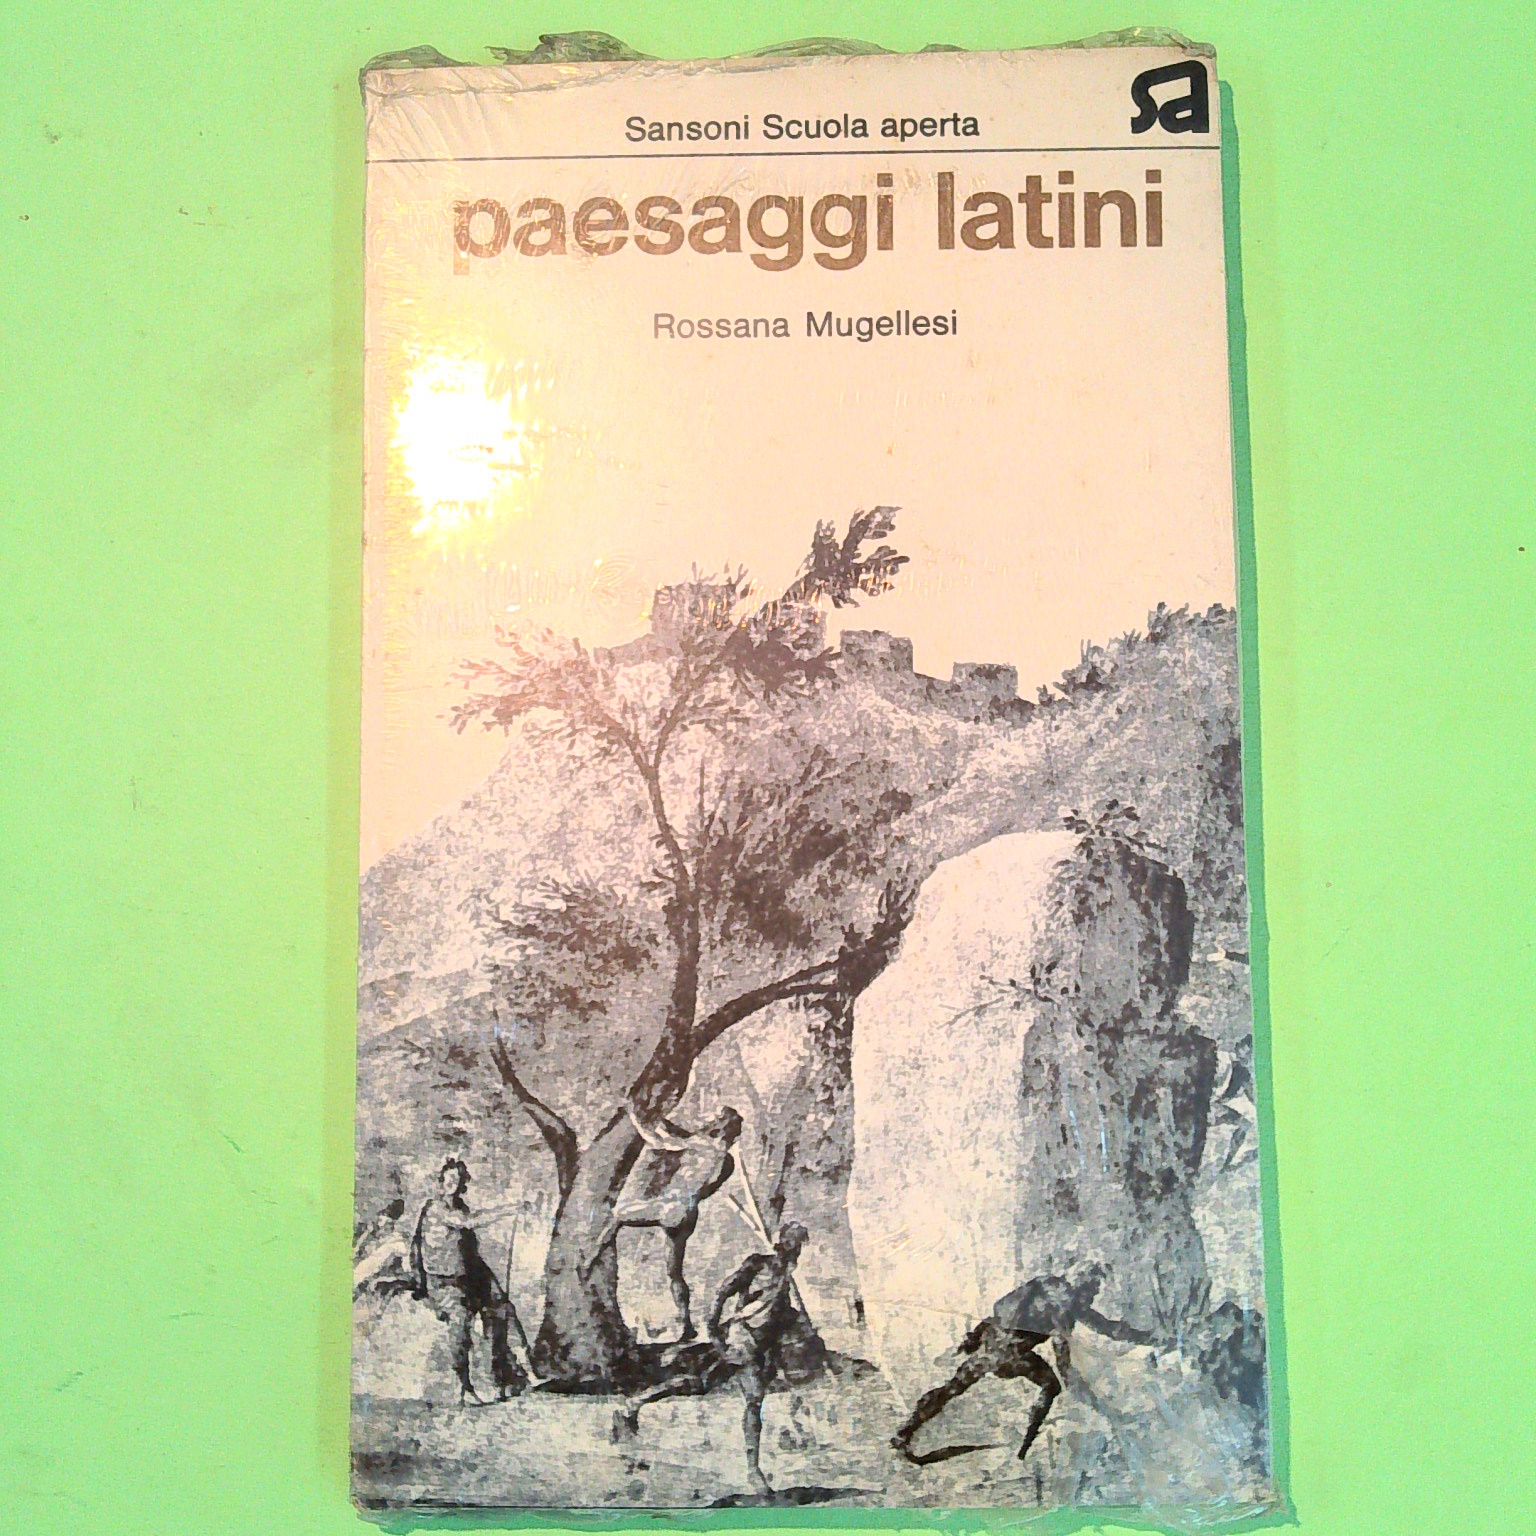 sa
Sansoni Scuola aperta
paesaggi latini
Rossana Mugellesi